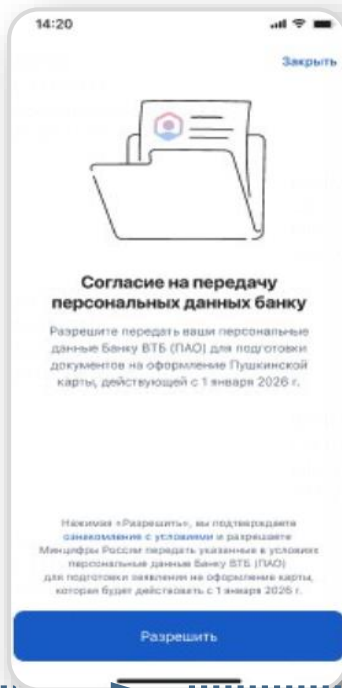 14:20
Закрыть
Согласие на передачу
персональных данных банку
Разрешите передать ваши персональные
данные Банку ВТБ (ПАО) для подготовки
документов на оформление Пушкинской
карты, действующей с 1 января 2026 г.
Нажимая «Разрешить», вы подтверждаете
ознакомление с условиями и разрешаете
Минцифры России передать указанные в условиях
персональные данные Банку ВТБ (ПАО)
для подготовки заявления на оформление карты,
которая будет действовать с 1 января 2026 г.
Разрешить